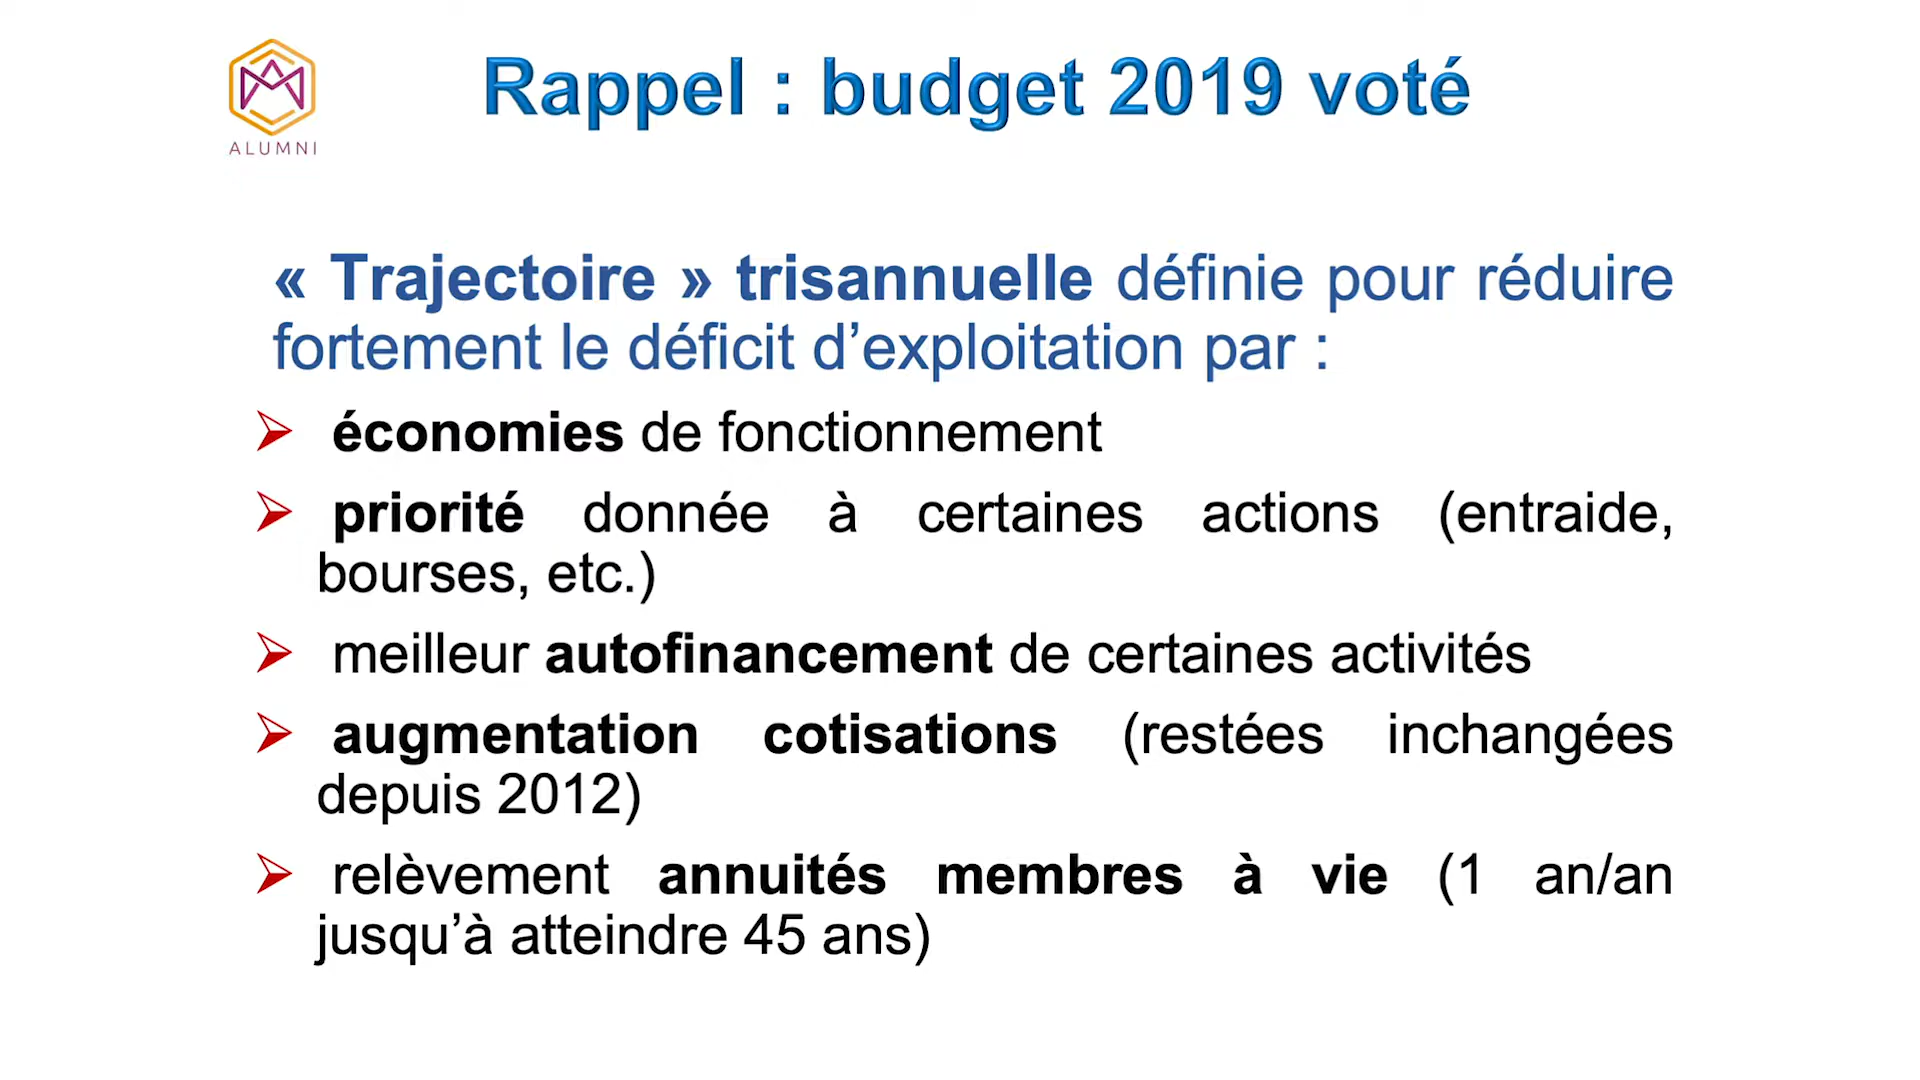 ALUMNI
Rappel : budget 2019 voté
« Trajectoire » trisannuelle définie pour réduire
fortement le déficit d’exploitation par :
économies de fonctionnement
priorité donnée à certaines actions (entraide,
bourses, etc.)
meilleur autofinancement de certaines activités
augmentation cotisations (restées inchangées
depuis 2012)
relèvement annuités membres à vie (1 an/an
jusqu’à atteindre 45 ans)